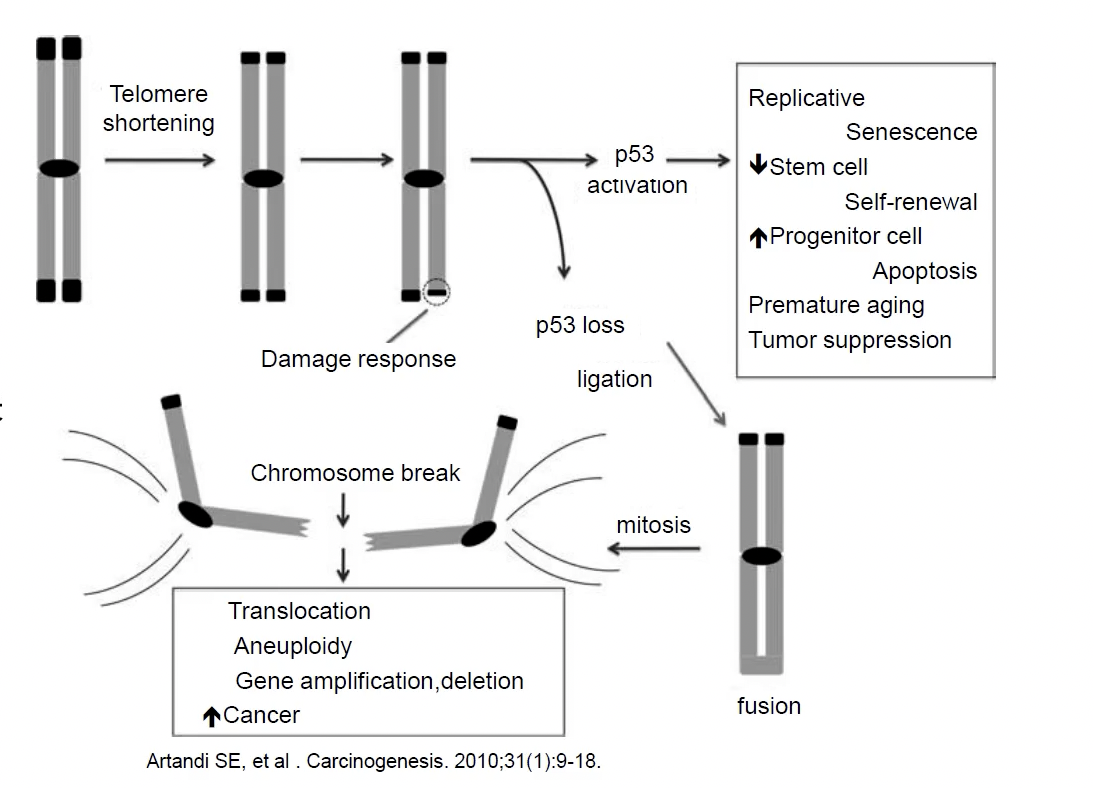 Telomere
shortening
p53
activation
Replicative
Senescence
↓Stem cell
Self-renewal
↑Progenitor cell
Apoptosis
Premature aging
Tumor suppression
Damage response
p53 loss
ligation
Chromosome break
mitosis
fusion
Translocation
Aneuploidy
Gene amplification,deletion
↑Cancer
Artandi SE, et al . Carcinogenesis. 2010;31(1):9-18.